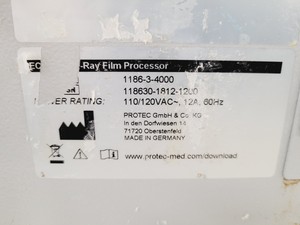 -Ray Film Processor
1186-3-4000
118630-1812-1200
ER RATING: 110/120VAC~, 12A, 60Hz
PROTEC GmbH & Co. KG
In den Dorfwiesen 14
71720 Oberstenfeld
MADE IN GERMANY
www.protec-med.com/download